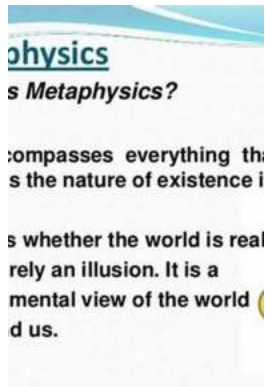 physics
s Metaphysics?
compasses everything tha
s the nature of existence i
s whether the world is real
rely an illusion. It is a
mental view of the world
d us.